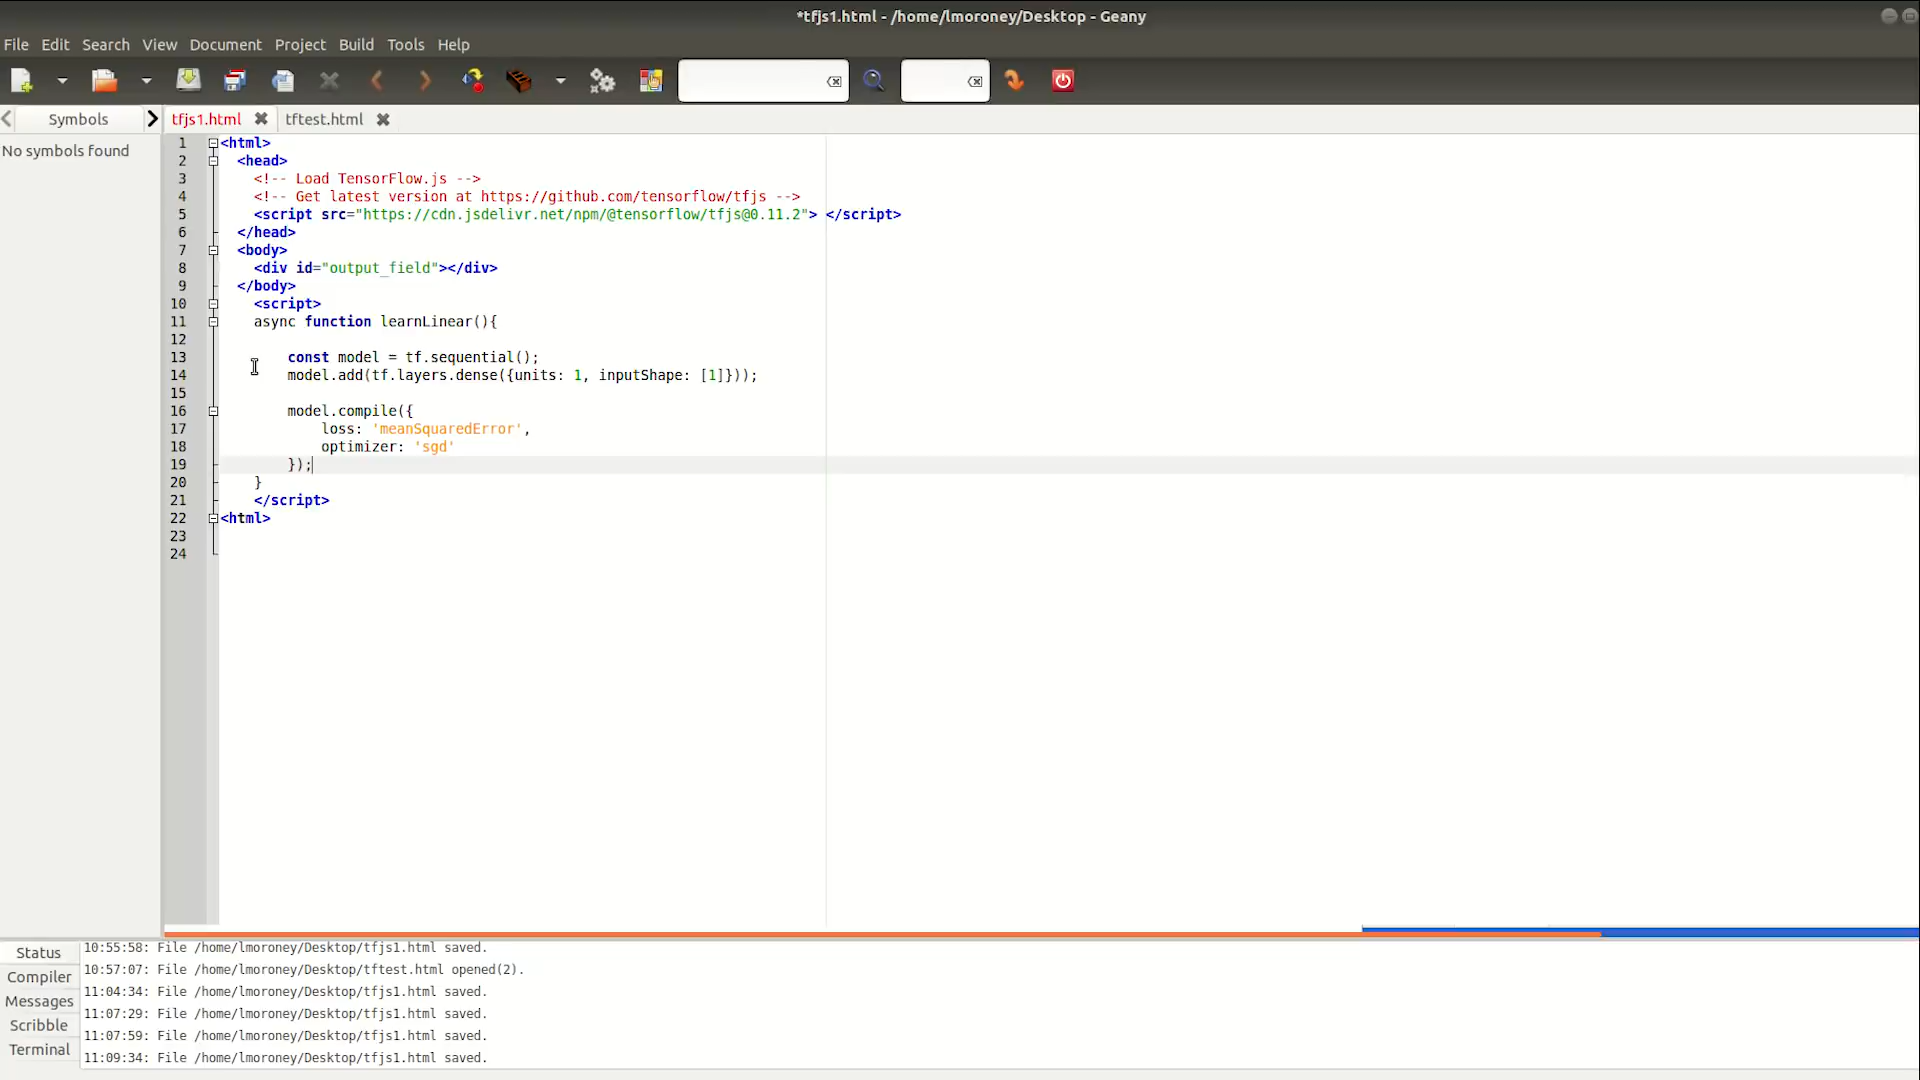 *tfjs1.html - /home/lmoroney/Desktop - Geany
File Edit Search View Document Project Build Tools Help
Symbols
tfjs1.html
tftest.html
No symbols found
1 <html>
2 <head>
3 <!-- Load TensorFlow.js -->
4 <!-- Get latest version at https://github.com/tensorflow/tfjs -->
5 <script src="https://cdn.jsdelivr.net/npm/@tensorflow/tfjs@0.11.2"> </script>
6 </head>
7 <body>
8 <div id="output_field"></div>
9 </body>
10 <script>
11 async function learnLinear(){
12
13 const model = tf.sequential();
14 model.add(tf.layers.dense({units: 1, inputShape: [1]}));
15
16 model.compile({
17 loss: 'meanSquaredError',
18 optimizer: 'sgd'
19 });
20 }
21 </script>
22 <html>
23
24
Status
Compiler
Messages
Scribble
Terminal
10:55:58: File /home/lmoroney/Desktop/tfjs1.html saved.
10:57:07: File /home/lmoroney/Desktop/tftest.html opened(2).
11:04:34: File /home/lmoroney/Desktop/tfjs1.html saved.
11:07:29: File /home/lmoroney/Desktop/tfjs1.html saved.
11:07:59: File /home/lmoroney/Desktop/tfjs1.html saved.
11:09:34: File /home/lmoroney/Desktop/tfjs1.html saved.